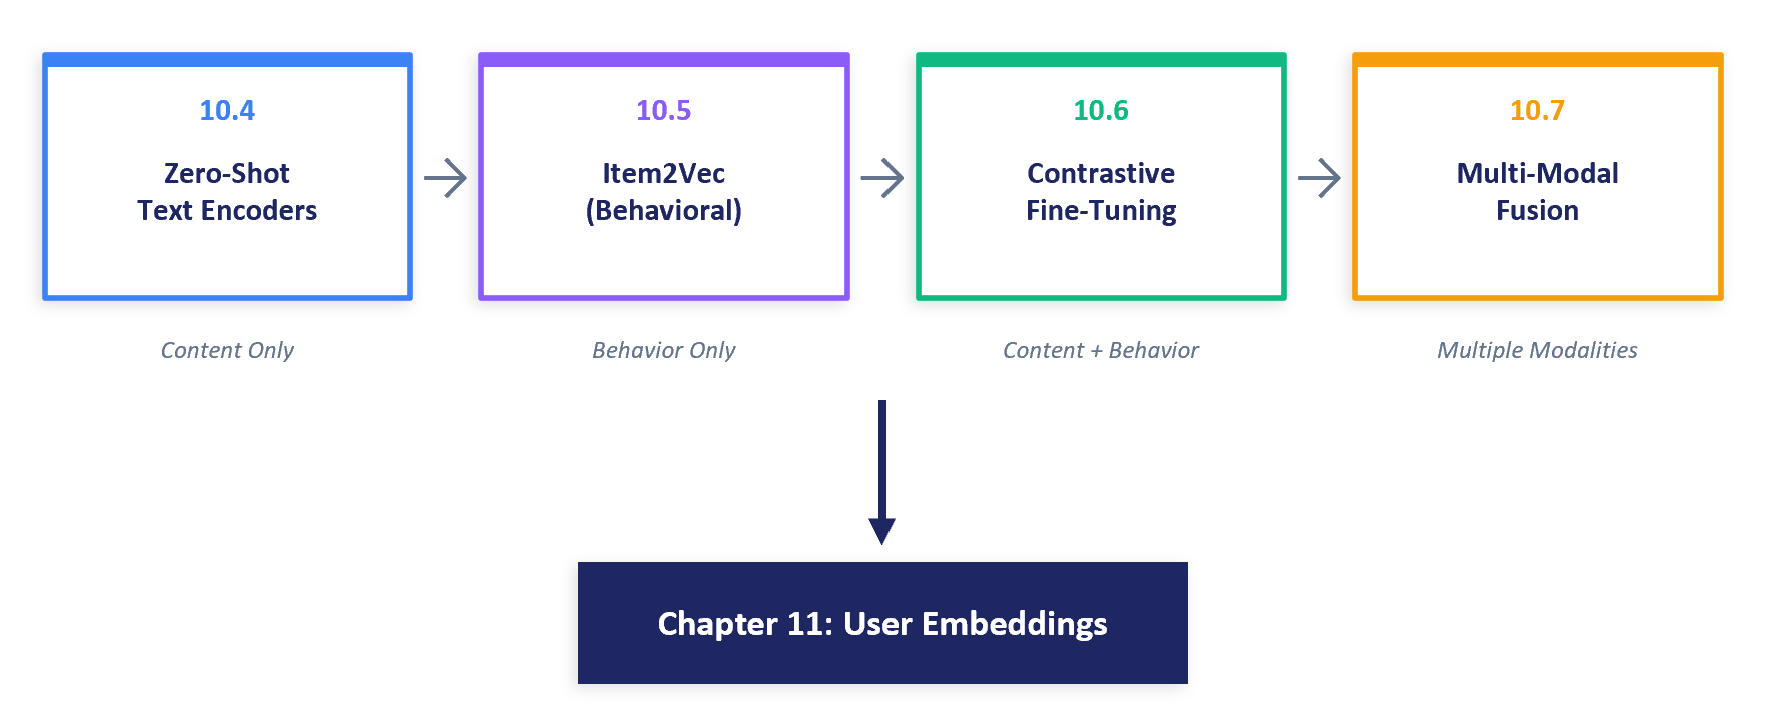 10.4
Zero-Shot
Text Encoders
Content Only
10.5
Item2Vec
(Behavioral)
Behavior Only
10.6
Contrastive
Fine-Tuning
Content + Behavior
10.7
Multi-Modal
Fusion
Multiple Modalities
Chapter 11: User Embeddings